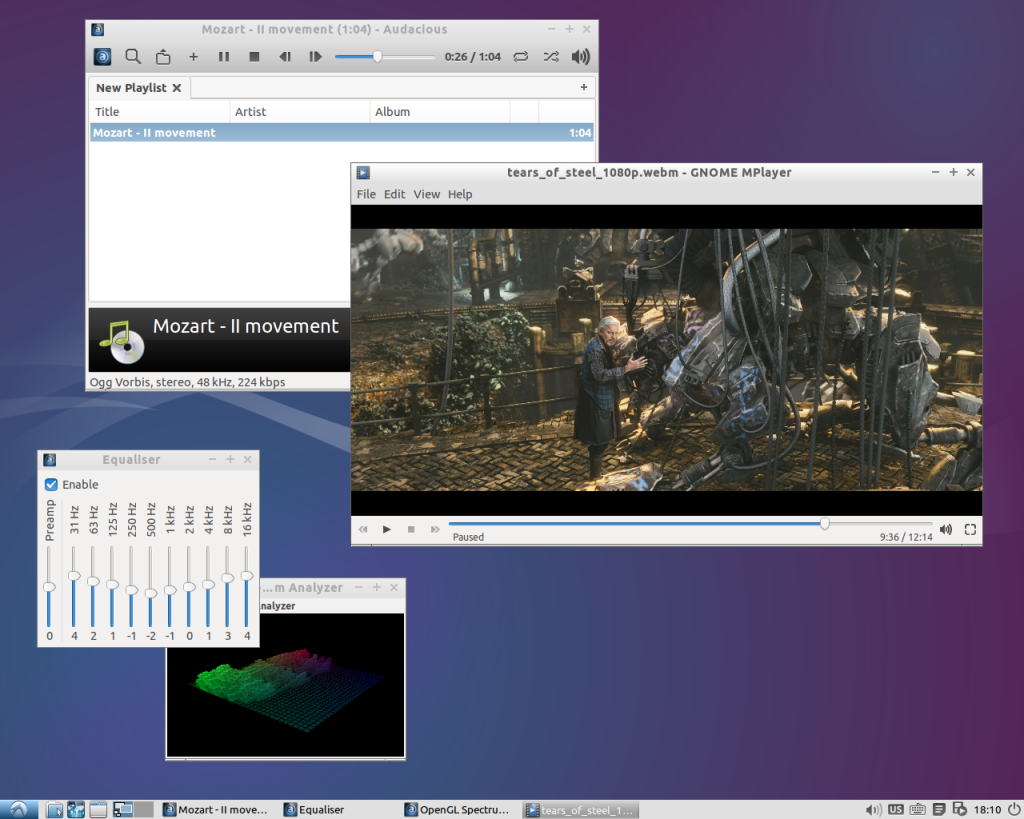 Mozart - II movement (1:04) - Audacious
0:26 / 1:04
New Playlist
Title Artist Album
Mozart - II movement 1:04
Mozart - II movement
Ogg Vorbis, stereo, 48 kHz, 224 kbps
tears_of_steel_1080p.webm - GNOME MPlayer
File Edit View Help
Paused 9:36 / 12:14
Equaliser
Enable
Preamp 31 Hz 63 Hz 125 Hz 250 Hz 500 Hz 1 kHz 2 kHz 4 kHz 8 kHz 16 kHz
0 4 2 1 -1 -2 -1 0 1 3 4
...m Analyzer
nalyzer
Mozart - II move... Equaliser OpenGL Spectru... tears_of_steel_1... US 18:10